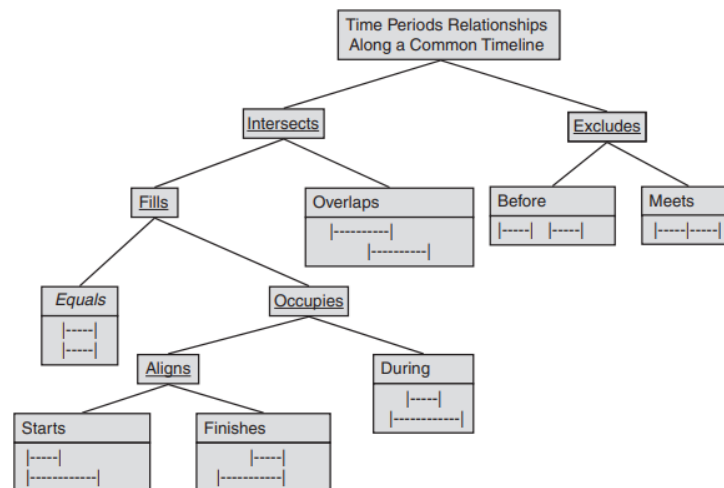 Time Periods Relationships
Along a Common Timeline
Intersects
Excludes
Fills
Overlaps
|----------|
|----------|
Before
|-----| |-----|
Meets
|-----|-----|
Equals
|-----|
|-----|
Occupies
Aligns
During
|-----|
|------------|
Starts
|-----|
|------------|
Finishes
|-----|
|-----------|